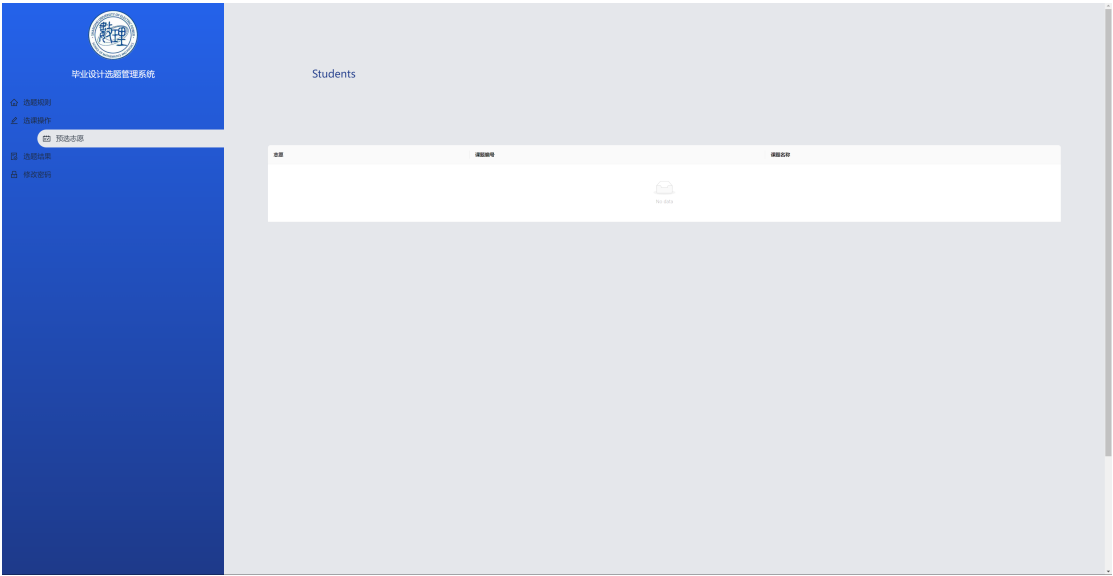 数理
毕业设计选题管理系统
选题规则
选课操作
预选志愿
选题结果
修改密码
Students
志愿 课题编号 课题名称
No data